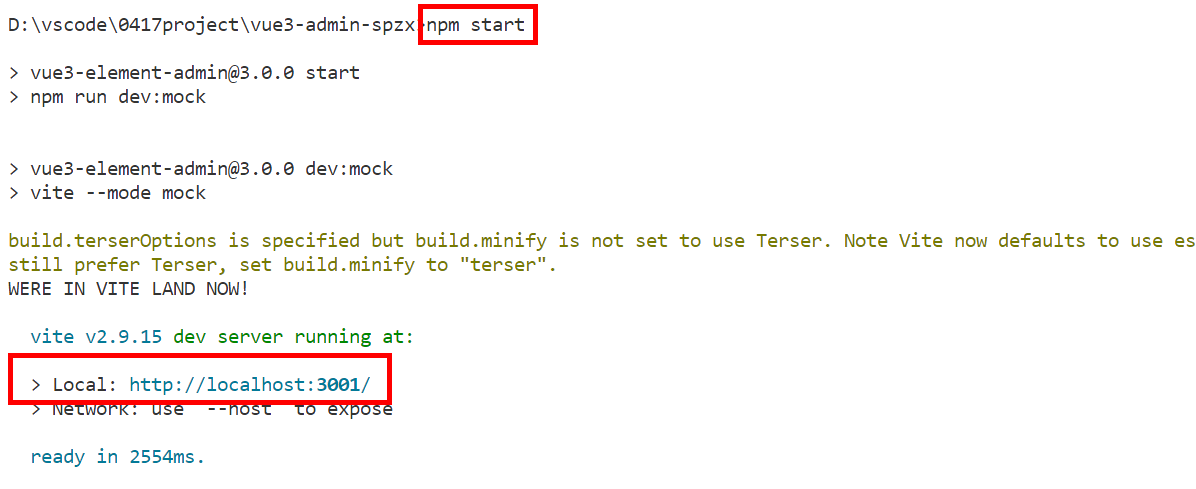 D:\vscode\0417project\vue3-admin-spzx>npm start
> vue3-element-admin@3.0.0 start
> npm run dev:mock
> vue3-element-admin@3.0.0 dev:mock
> vite --mode mock
build.terserOptions is specified but build.minify is not set to use Terser. Note Vite now defaults to use es
still prefer Terser, set build.minify to "terser".
WERE IN VITE LAND NOW!
vite v2.9.15 dev server running at:
> Local: http://localhost:3001/
> Network: use `--host` to expose
ready in 2554ms.